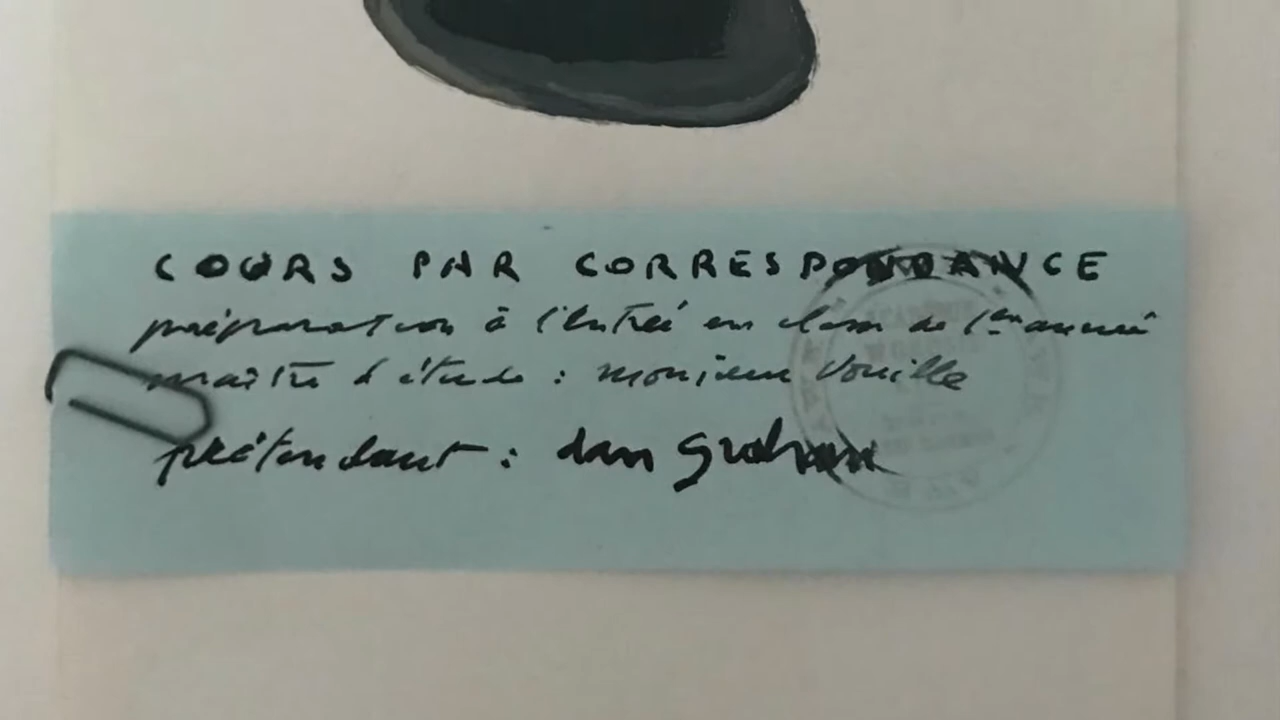 COURS PAR CORRESPONDANCE
préparation à l'entrée en classe de 1ère année
maître d'étude : monsieur Vouille
prétendant : dan Graham